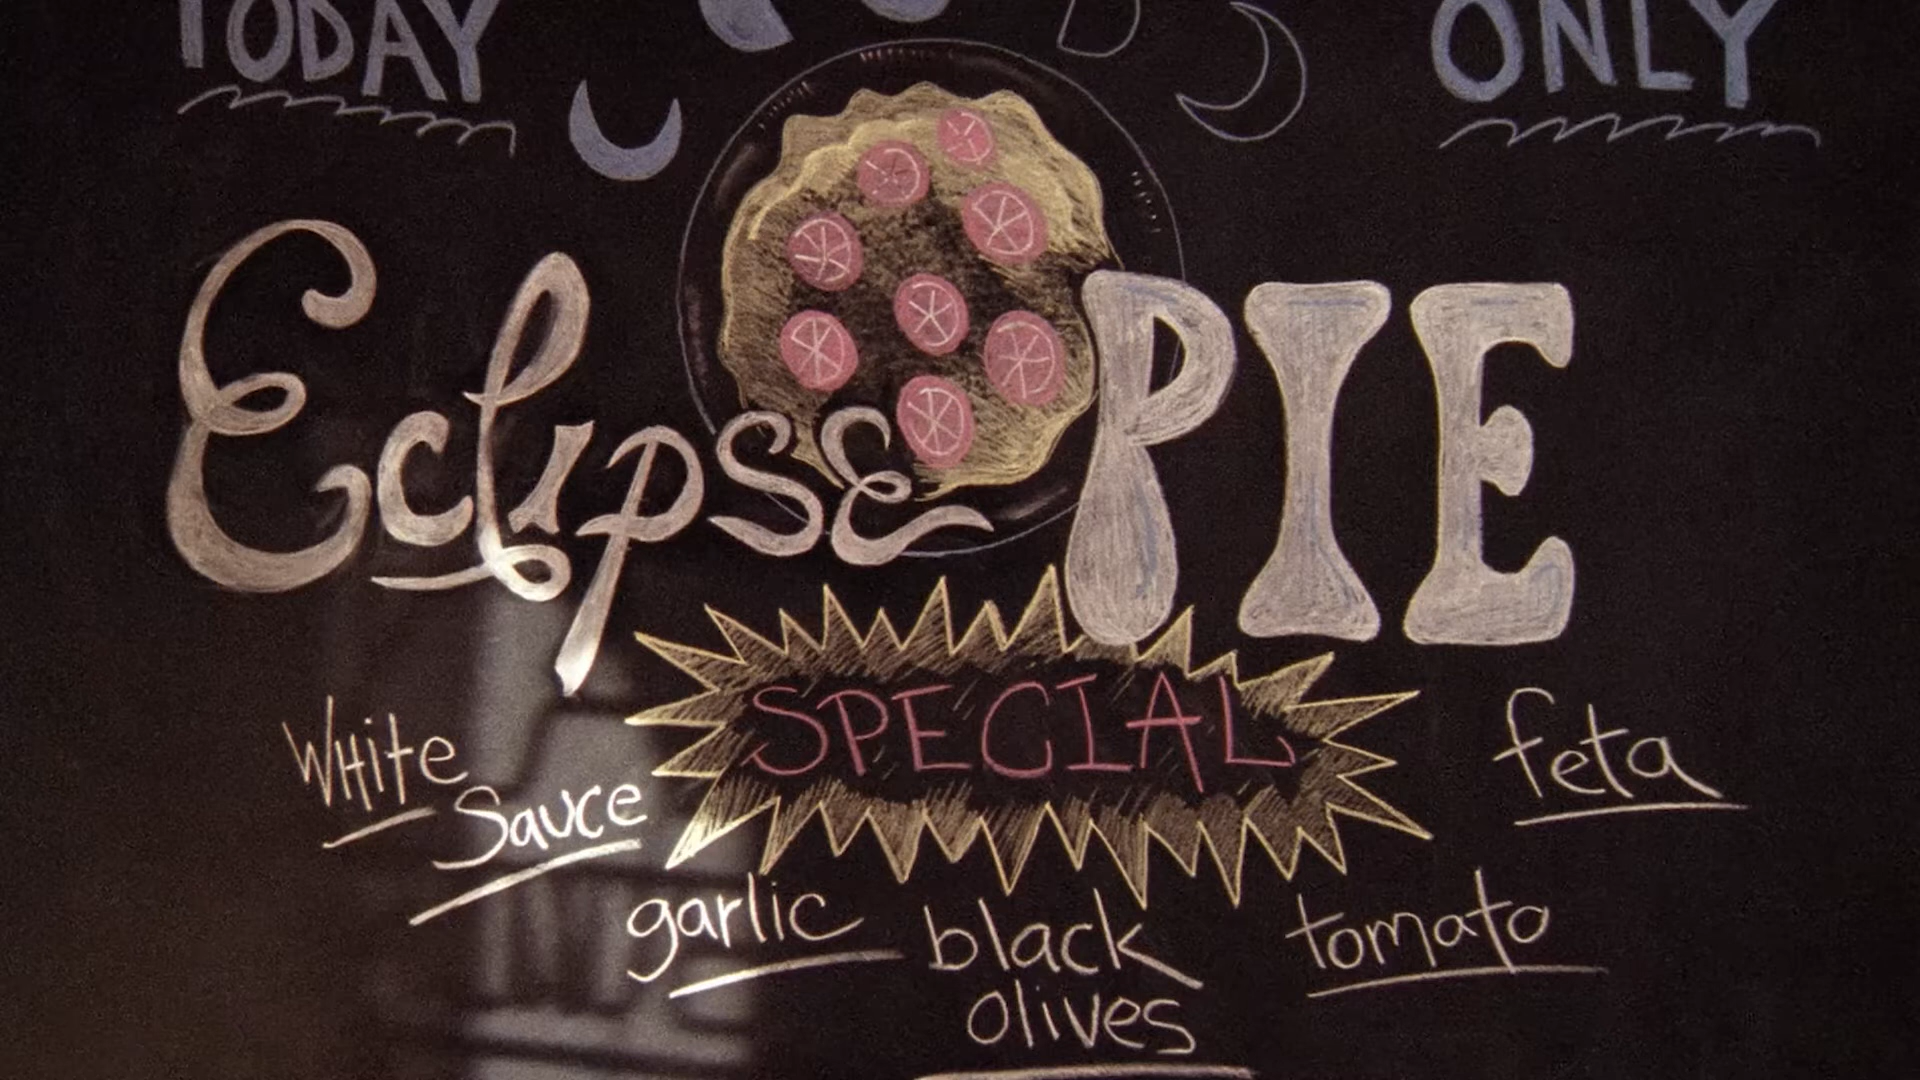 TODAY ONLY
Eclipse PIE
SPECIAL
White
Sauce
feta
garlic
black
olives
tomato